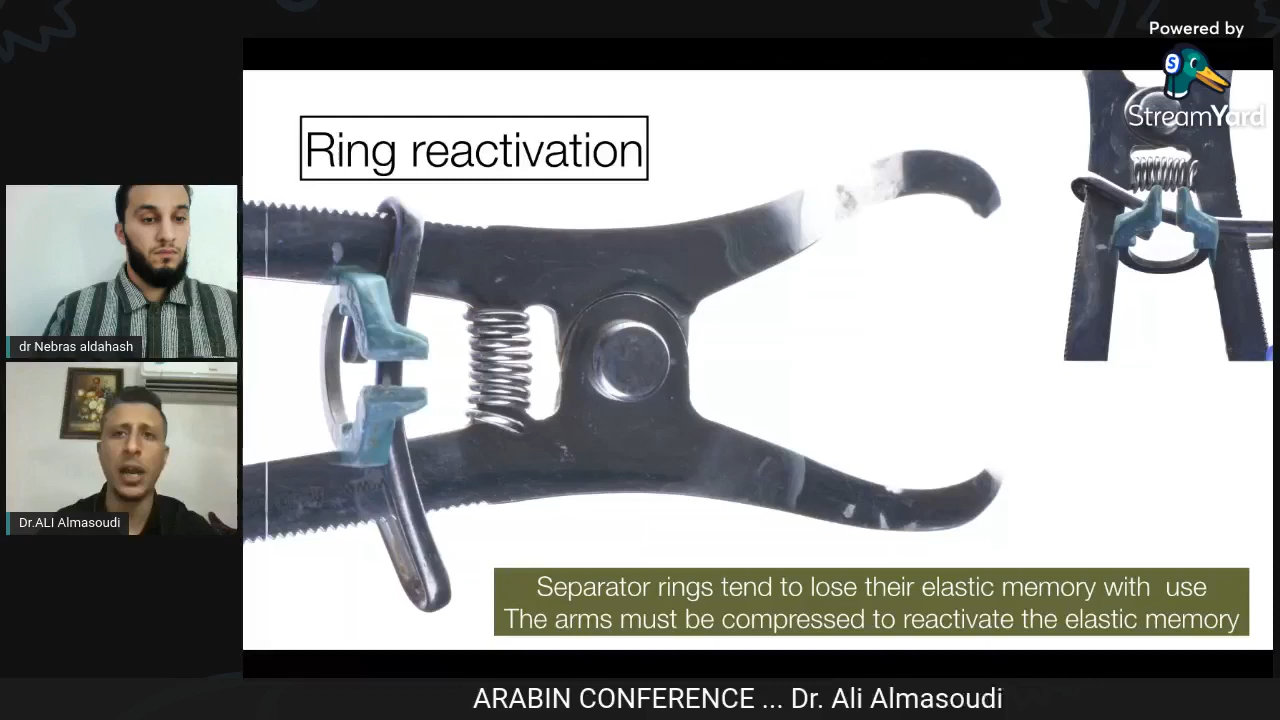 Powered by
S
StreamYard
Ring reactivation
dr Nebras aldahash
Dr.ALI Almasoudi
Separator rings tend to lose their elastic memory with use
The arms must be compressed to reactivate the elastic memory
ARABIN CONFERENCE ... Dr. Ali Almasoudi